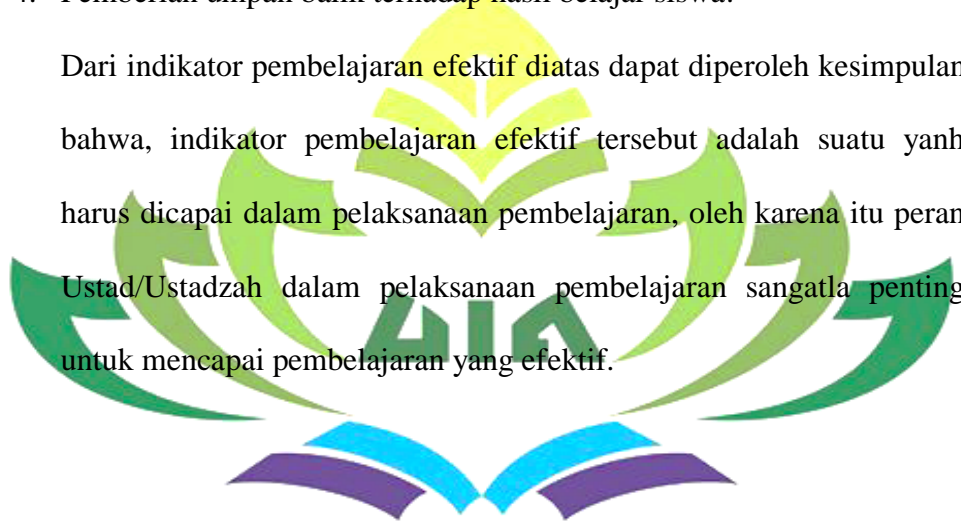 4. Pemberian umpan balik terhadap hasil belajar siswa.
Dari indikator pembelajaran efektif diatas dapat diperoleh kesimpulan
bahwa, indikator pembelajaran efektif tersebut adalah suatu yanh
harus dicapai dalam pelaksanaan pembelajaran, oleh karena itu peran
Ustad/Ustadzah dalam pelaksanaan pembelajaran sangatla penting
UIA
untuk mencapai pembelajaran yang efektif.